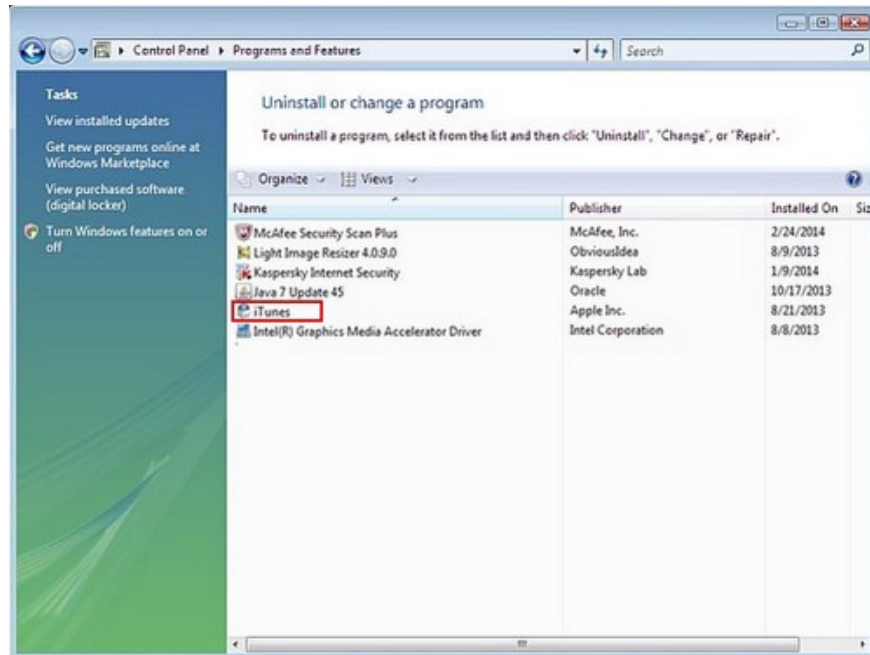 Control Panel ▸ Programs and Features
Search
Tasks
View installed updates
Get new programs online at
Windows Marketplace
View purchased software
(digital locker)
Turn Windows features on or
off
Uninstall or change a program
To uninstall a program, select it from the list and then click "Uninstall", "Change", or "Repair".
Organize Views
Name Publisher Installed On Siz
McAfee Security Scan Plus McAfee, Inc. 2/24/2014
Light Image Resizer 4.0.9.0 ObviousIdea 8/9/2013
Kaspersky Internet Security Kaspersky Lab 1/9/2014
Java 7 Update 45 Oracle 10/17/2013
iTunes Apple Inc. 8/21/2013
Intel(R) Graphics Media Accelerator Driver Intel Corporation 8/8/2013